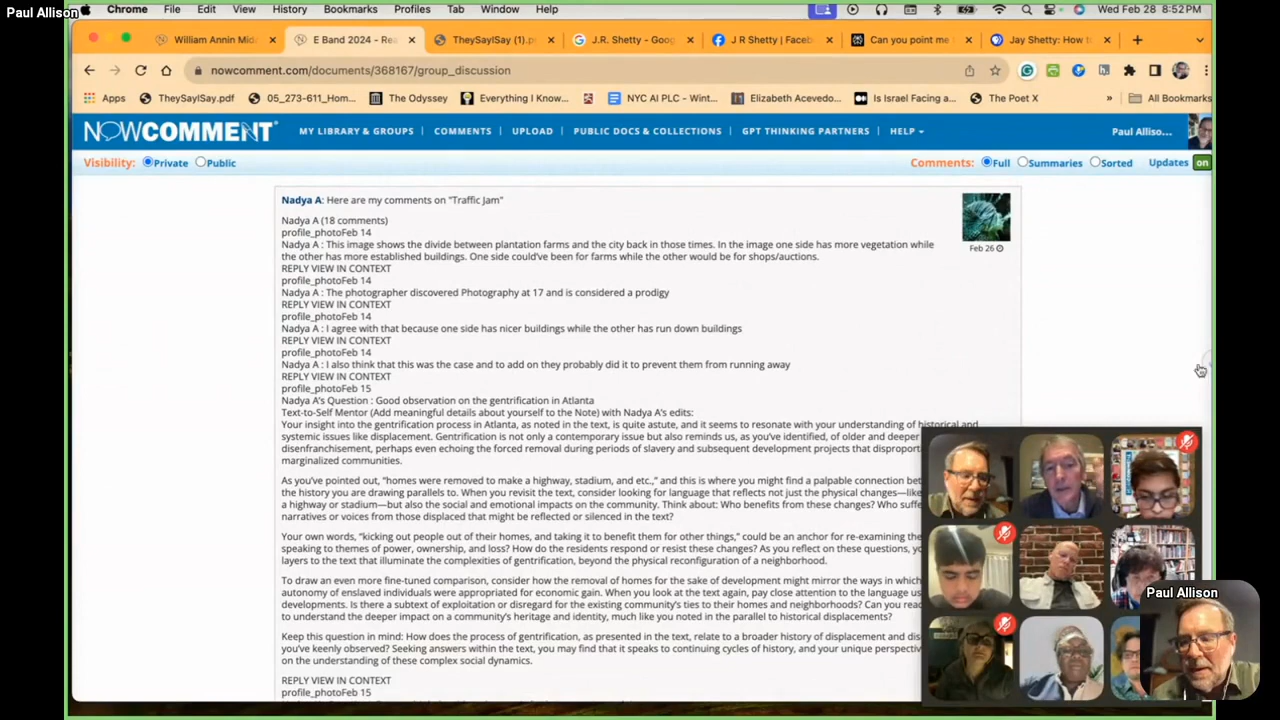 Paul Allison
Chrome File Edit View History Bookmarks Profiles Tab Window Help
Wed Feb 28 8:52PM
William Annin Mid
E Band 2024 - Re
TheySayISay (1).p
J.R. Shetty - Goo
J R Shetty | Faceb
Can you point me
Jay Shetty: How t
nowcomment.com/documents/368167/group_discussion
Apps
TheySayISay.pdf
05_273-611_Hom...
The Odyssey
Everything I Know...
NYC AI PLC - Wint...
Elizabeth Acevedo...
Is Israel Facing a...
The Poet X
»
All Bookmarks
NOWCOMMENT®
MY LIBRARY & GROUPS | COMMENTS | UPLOAD | PUBLIC DOCS & COLLECTIONS | GPT THINKING PARTNERS | HELP
Paul Alliso...
Visibility: Private Public
Comments: Full Summaries Sorted Updates on
Nadya A: Here are my comments on "Traffic Jam"
Feb 26
Nadya A (18 comments)
profile_photoFeb 14
Nadya A : This image shows the divide between plantation farms and the city back in those times. In the image one side has more vegetation while
the other has more established buildings. One side could've been for farms while the other would be for shops/auctions.
REPLY VIEW IN CONTEXT
profile_photoFeb 14
Nadya A : The photographer discovered Photography at 17 and is considered a prodigy
REPLY VIEW IN CONTEXT
profile_photoFeb 14
Nadya A : I agree with that because one side has nicer buildings while the other has run down buildings
REPLY VIEW IN CONTEXT
profile_photoFeb 14
Nadya A : I also think that this was the case and to add on they probably did it to prevent them from running away
REPLY VIEW IN CONTEXT
profile_photoFeb 15
Nadya A's Question : Good observation on the gentrification in Atlanta
Text-to-Self Mentor (Add meaningful details about yourself to the Note) with Nadya A's edits:
Your insight into the gentrification process in Atlanta, as noted in the text, is quite astute, and it seems to resonate with your understanding of historical and
systemic issues like displacement. Gentrification is not only a contemporary issue but also reminds us, as you've identified, of older and deeper
disenfranchisement, perhaps even echoing the forced removal during periods of slavery and subsequent development projects that disproport
marginalized communities.
As you've pointed out, "homes were removed to make a highway, stadium, and etc.," and this is where you might find a palpable connection bet
the history you are drawing parallels to. When you revisit the text, consider looking for language that reflects not just the physical changes—like
a highway or stadium—but also the social and emotional impacts on the community. Think about: Who benefits from these changes? Who suffe
narratives or voices from those displaced that might be reflected or silenced in the text?
Your own words, "kicking out people out of their homes, and taking it to benefit them for other things," could be an anchor for re-examining the
speaking to themes of power, ownership, and loss? How do the residents respond or resist these changes? As you reflect on these questions, yo
layers to the text that illuminate the complexities of gentrification, beyond the physical reconfiguration of a neighborhood.
To draw an even more fine-tuned comparison, consider how the removal of homes for the sake of development might mirror the ways in which
autonomy of enslaved individuals were appropriated for economic gain. When you look at the text again, pay close attention to the language us
developments. Is there a subtext of exploitation or disregard for the existing community's ties to their homes and neighborhoods? Can you read
to understand the deeper impact on a community's heritage and identity, much like you noted in the parallel to historical displacements?
Keep this question in mind: How does the process of gentrification, as presented in the text, relate to a broader history of displacement and dis
you've keenly observed? Seeking answers within the text, you may find that it speaks to continuing cycles of history, and your unique perspectiv
on the understanding of these complex social dynamics.
REPLY VIEW IN CONTEXT
profile_photoFeb 15
Paul Allison